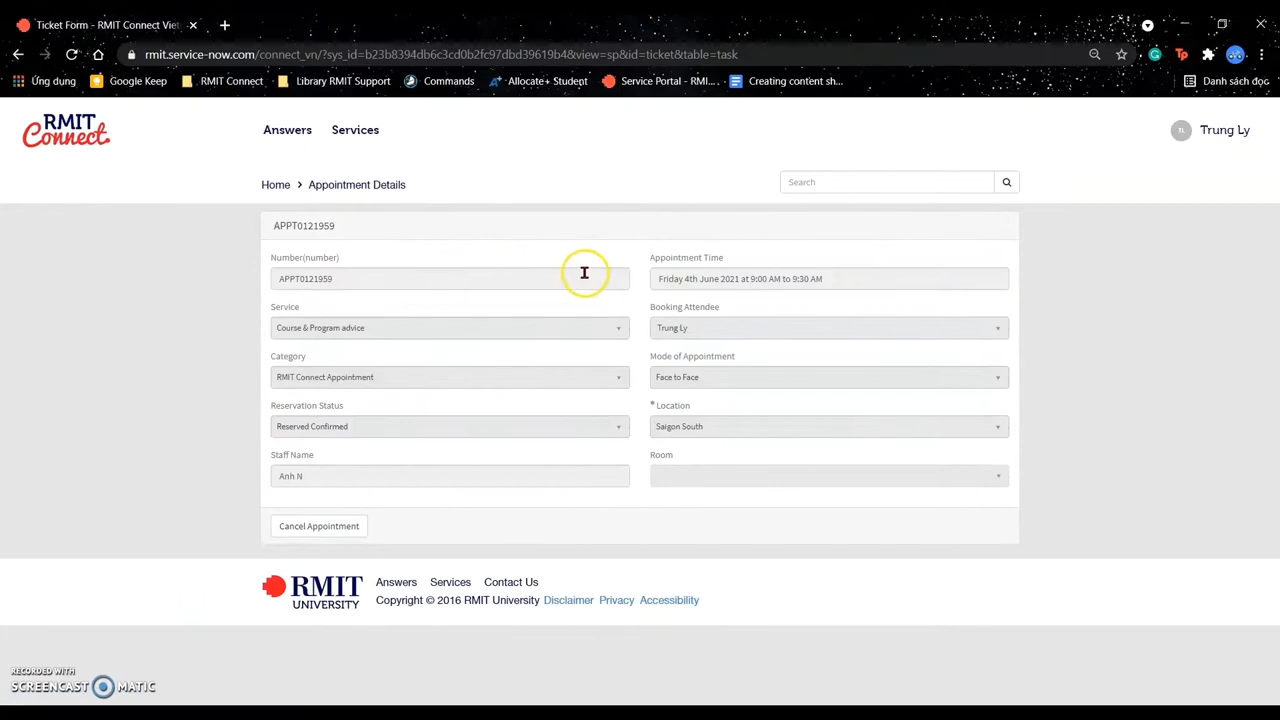 Ticket Form - RMIT Connect Viet
rmit.service-now.com/connect_vn/?sys_id=b23b8394db6c3cd0b2fc97dbd39619b4&view=sp&id=ticket&table=task
Ứng dụng Google Keep RMIT Connect Library RMIT Support Commands Allocate+ Studept Service Portal - RMI... Creating content sh... Danh sách đọc
RMIT Connect.
Answers Services
TL Trung Ly
Home > Appointment Details
Search
APPT0121959
Number(number) Appointment Time
APPT0121959 Friday 4th June 2021 at 9:00 AM to 9:30 AM
Service Booking Attendee
Course & Program advice Trung Ly
Category Mode of Appointment
RMIT Connect Appointment Face to Face
Reservation Status * Location
Reserved Confirmed Saigon South
Staff Name Room
Anh N
Cancel Appointment
RMIT UNIVERSITY
Answers Services Contact Us
Copyright © 2016 RMIT University Disclaimer Privacy Accessibility
RECORDED WITH
SCREENCAST MATIC